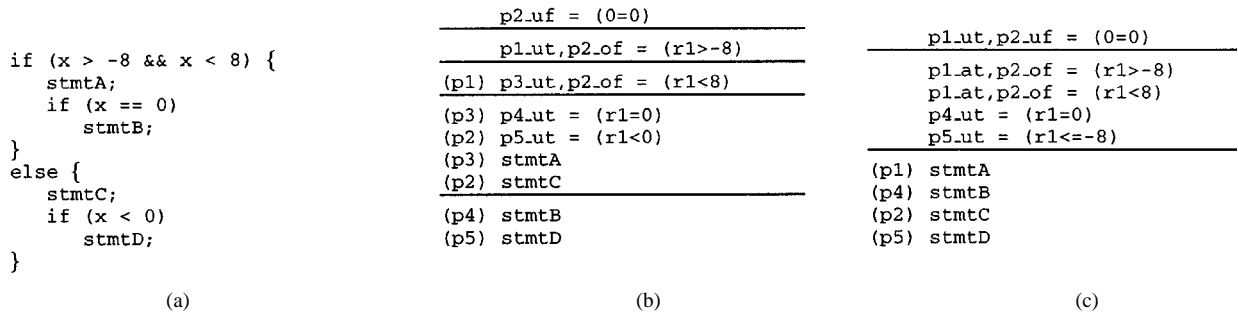 if (x > -8 && x < 8) {
stmtA;
if (x == 0)
stmtB;
}
else {
stmtC;
if (x < 0)
stmtD;
}
(a)
p2_uf = (0=0)
p1_ut,p2_of = (r1>-8)
(p1) p3_ut,p2_of = (r1<8)
(p3) p4_ut = (r1=0)
(p2) p5_ut = (r1<0)
(p3) stmtA
(p2) stmtC
(p4) stmtB
(p5) stmtD
(b)
p1_ut,p2_uf = (0=0)
p1_at,p2_of = (r1>-8)
p1_at,p2_of = (r1<8)
p4_ut = (r1=0)
p5_ut = (r1<=-8)
(p1) stmtA
(p4) stmtB
(p2) stmtC
(p5) stmtD
(c)